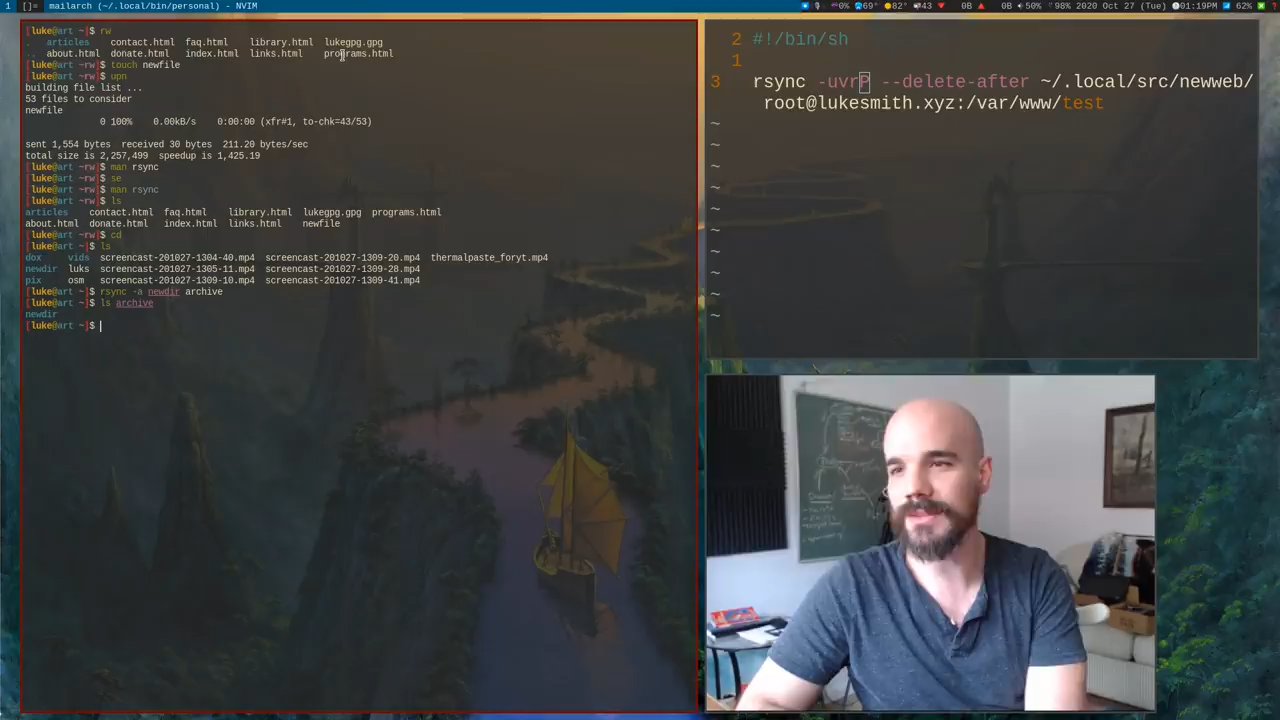 1 []= mailarch (~/.local/bin/personal) - NVIM 0% 69° 82° 43 0B 0B 50% 98% 2020 Oct 27 (Tue) 01:19PM 62% ?
[luke@art ~rw]$ rw
. articles contact.html faq.html library.html lukegpg.gpg
.. about.html donate.html index.html links.html programs.html
[luke@art ~rw]$ touch newfile
[luke@art ~rw]$ upn
building file list ...
53 files to consider
newfile
0 100% 0.00kB/s 0:00:00 (xfr#1, to-chk=43/53)
sent 1,554 bytes received 30 bytes 211.20 bytes/sec
total size is 2,257,499 speedup is 1,425.19
[luke@art ~rw]$ man rsync
[luke@art ~rw]$ se
[luke@art ~rw]$ man rsync
[luke@art ~rw]$ ls
articles contact.html faq.html library.html lukegpg.gpg programs.html
about.html donate.html index.html links.html newfile
[luke@art ~rw]$ cd
[luke@art ~]$ ls
dox vids screencast-201027-1304-40.mp4 screencast-201027-1309-20.mp4 thermalpaste_foryt.mp4
newdir luks screencast-201027-1305-11.mp4 screencast-201027-1309-28.mp4
pix osm screencast-201027-1309-10.mp4 screencast-201027-1309-41.mp4
[luke@art ~]$ rsync -a newdir archive
[luke@art ~]$ ls archive
newdir
[luke@art ~]$
2 #!/bin/sh
1
3 rsync -uvrP --delete-after ~/.local/src/newweb/
root@lukesmith.xyz:/var/www/test
~
~
~
~
~
~
~
~
~
~